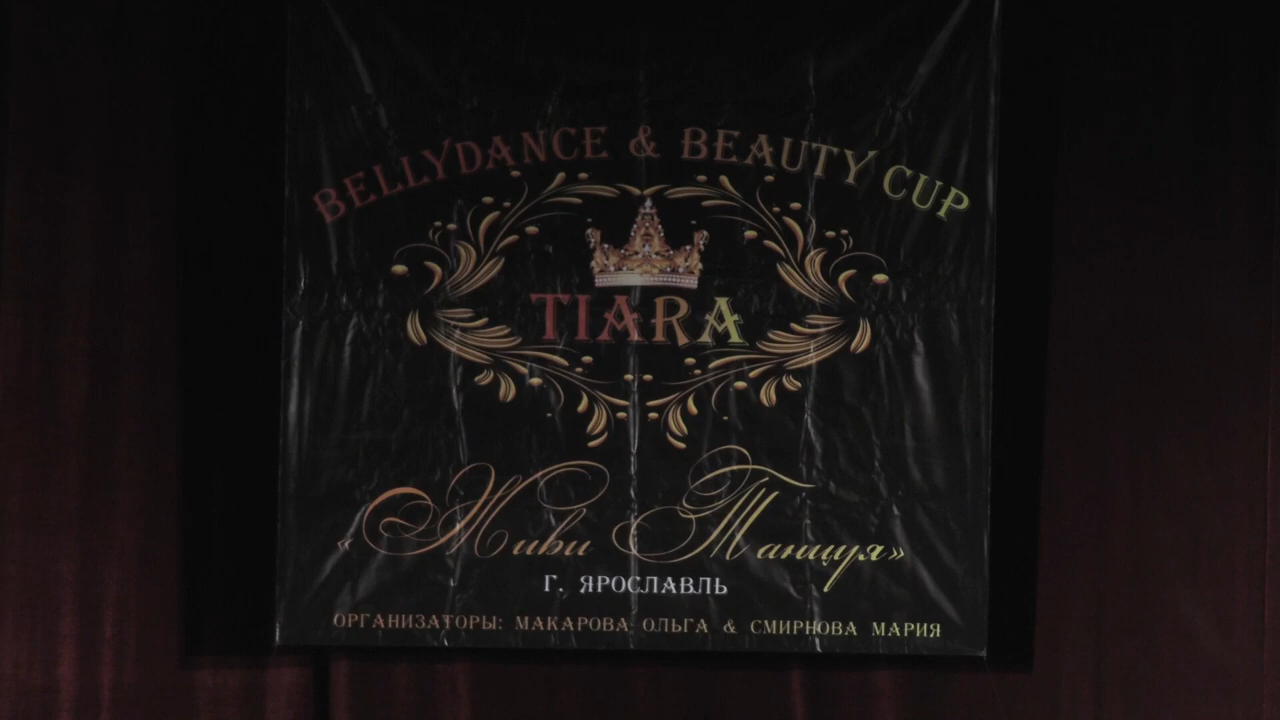 BELLYDANCE & BEAUTY CUP
TIARA
«Живи Танцуя»
Г. ЯРОСЛАВЛЬ
ОРГАНИЗАТОРЫ: МАКАРОВА ОЛЬГА & СМИРНОВА МАРИЯ